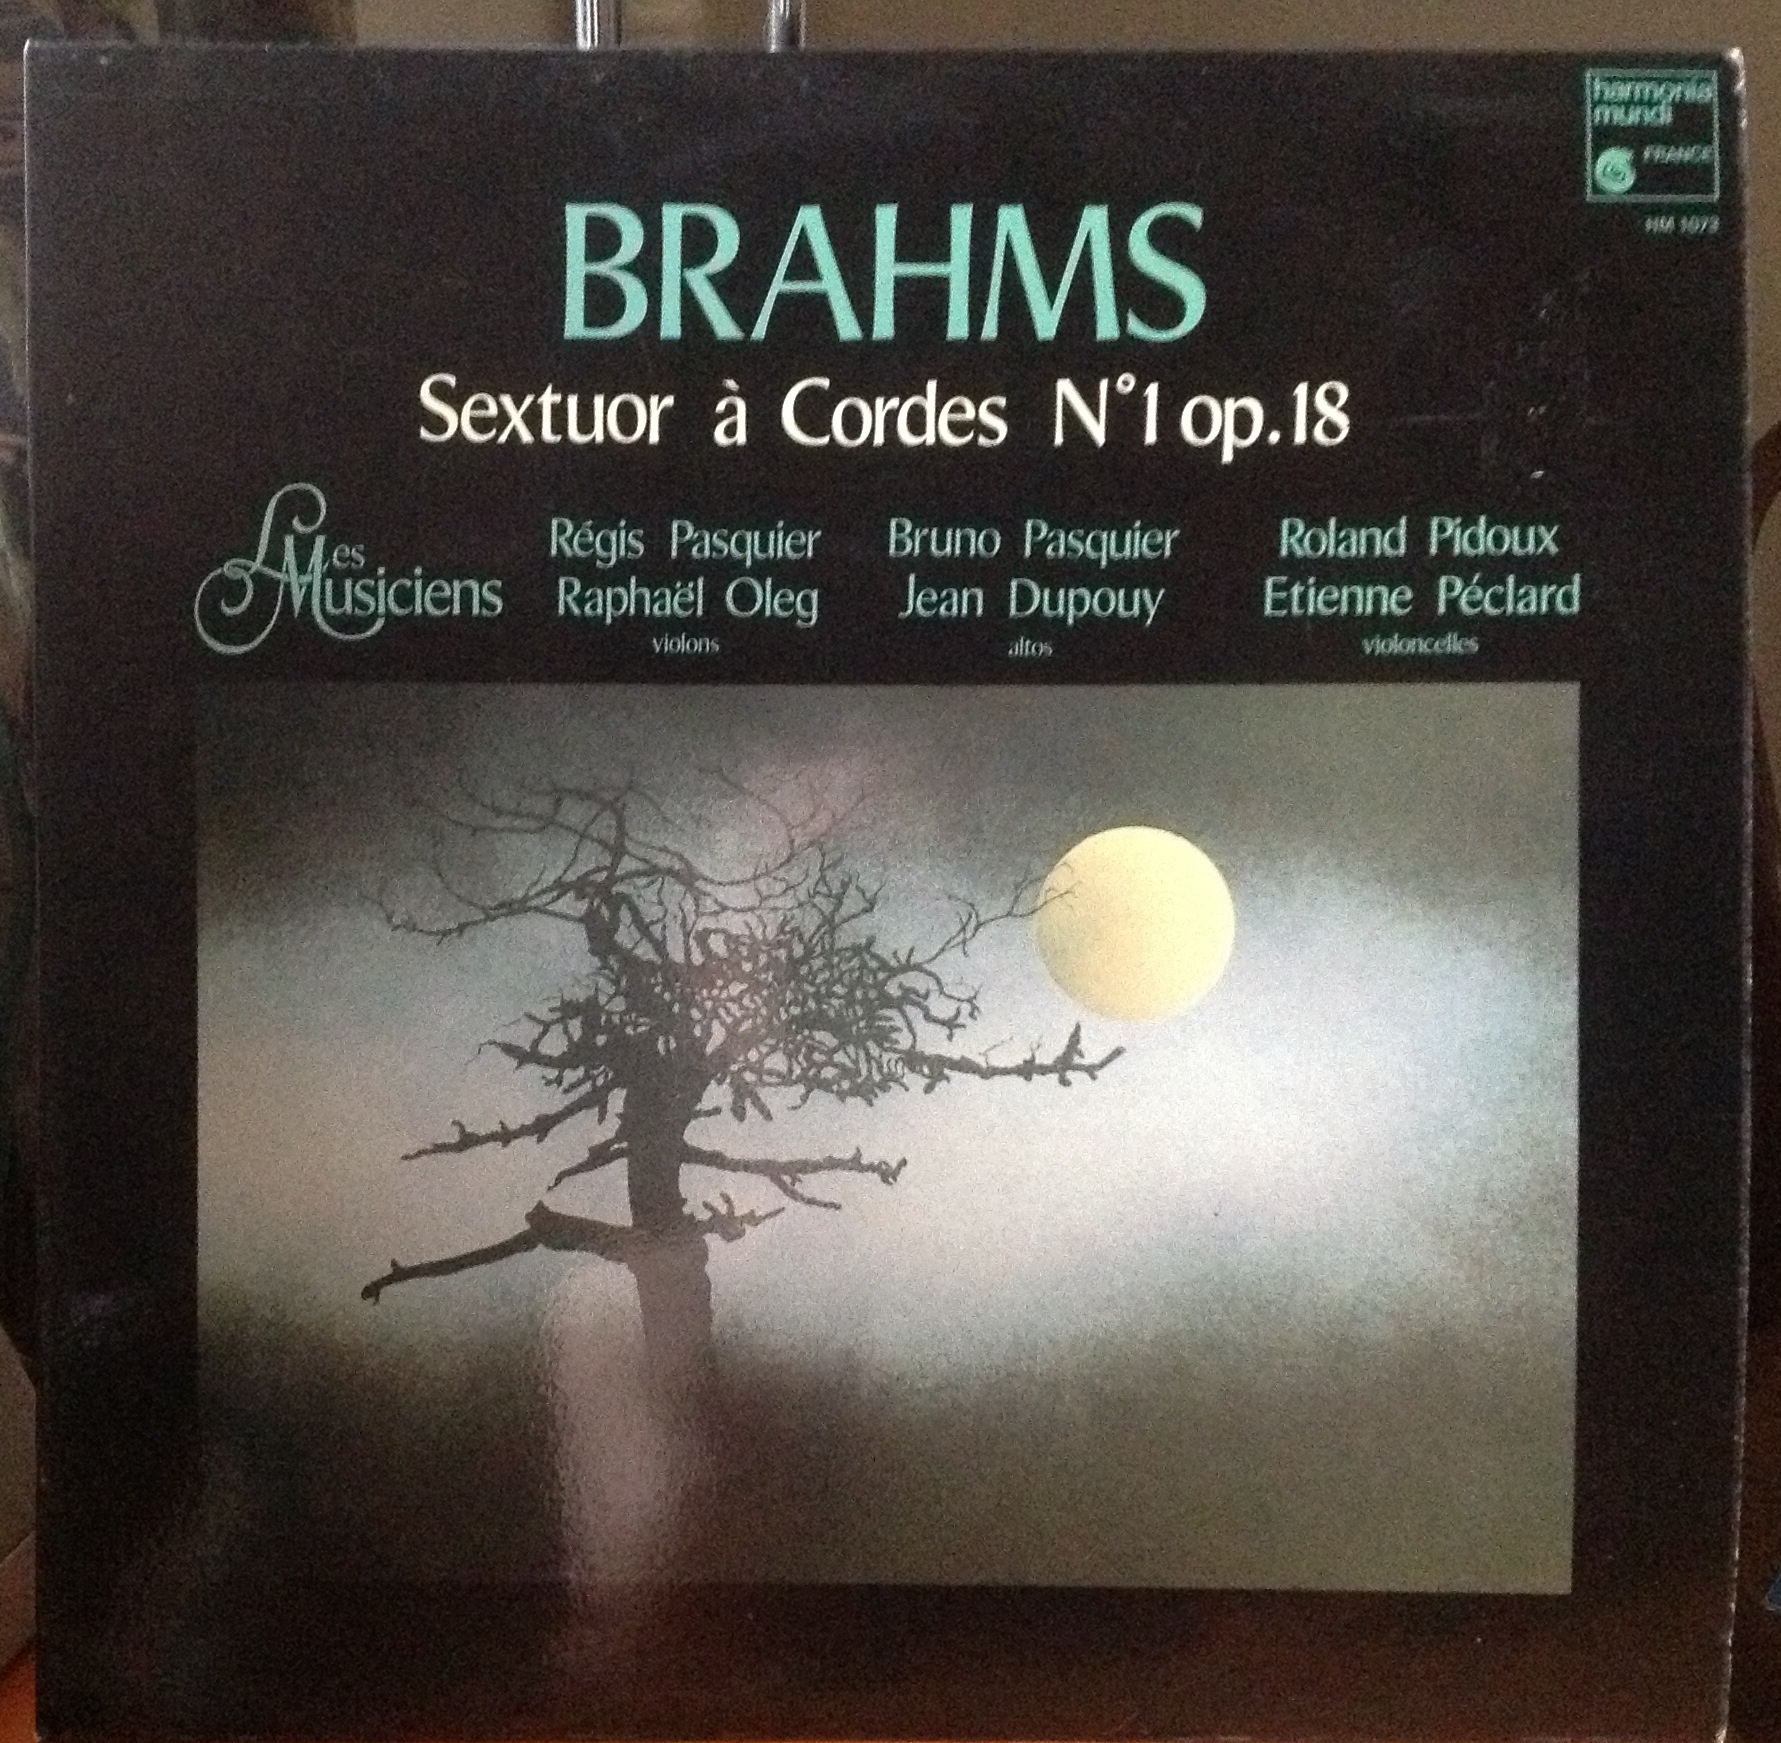 harmonia
mundi
FRANCE
HM 1073
BRAHMS
Sextuor à Cordes N°1 op.18
Les Musiciens
Régis Pasquier
Raphaël Oleg
violons
Bruno Pasquier
Jean Dupouy
altos
Roland Pidoux
Etienne Péclard
violoncelles